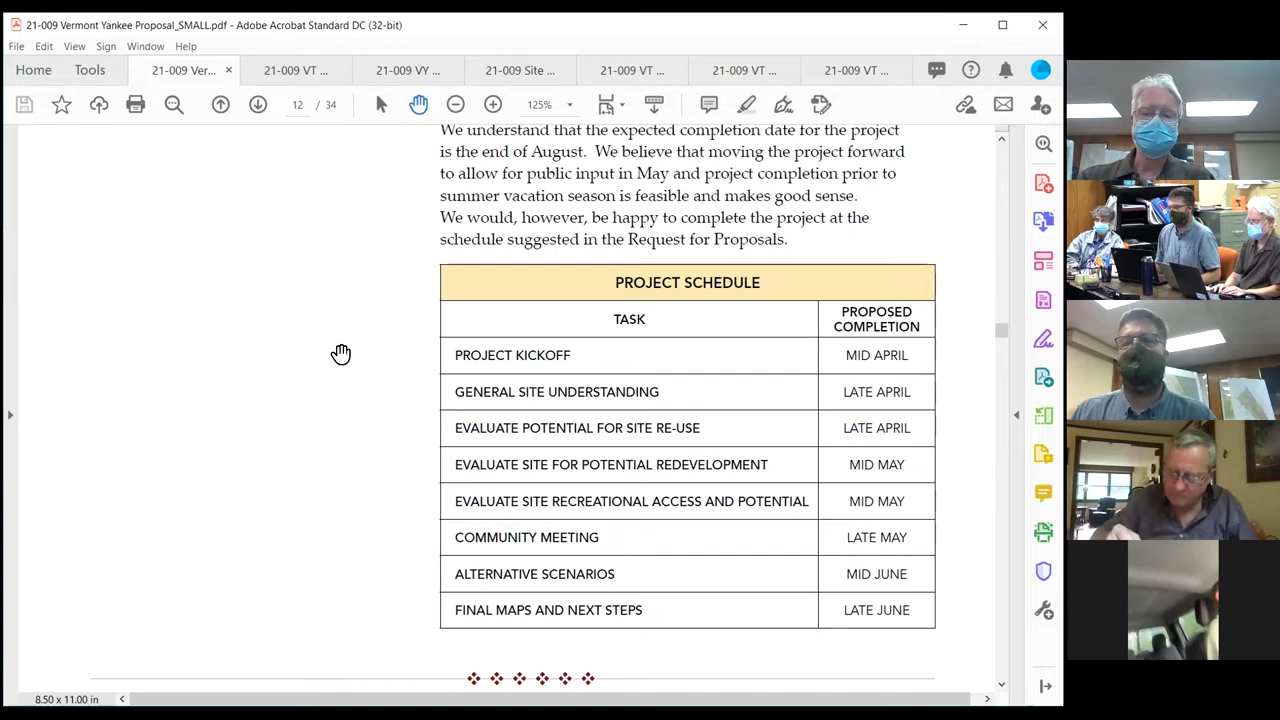 21-009 Vermont Yankee Proposal_SMALL.pdf - Adobe Acrobat Standard DC (32-bit)
File Edit View Sign Window Help
Home Tools 21-009 Ver... × 21-009 VT ... 21-009 VY ... 21-009 Site ... 21-009 VT ... 21-009 VT ... 21-009 VT ...
12 / 34 125%
We understand that the expected completion date for the project
is the end of August. We believe that moving the project forward
to allow for public input in May and project completion prior to
summer vacation season is feasible and makes good sense.
We would, however, be happy to complete the project at the
schedule suggested in the Request for Proposals.
PROJECT SCHEDULE
TASK PROPOSED COMPLETION
PROJECT KICKOFF MID APRIL
GENERAL SITE UNDERSTANDING LATE APRIL
EVALUATE POTENTIAL FOR SITE RE-USE LATE APRIL
EVALUATE SITE FOR POTENTIAL REDEVELOPMENT MID MAY
EVALUATE SITE RECREATIONAL ACCESS AND POTENTIAL MID MAY
COMMUNITY MEETING LATE MAY
ALTERNATIVE SCENARIOS MID JUNE
FINAL MAPS AND NEXT STEPS LATE JUNE
8.50 x 11.00 in